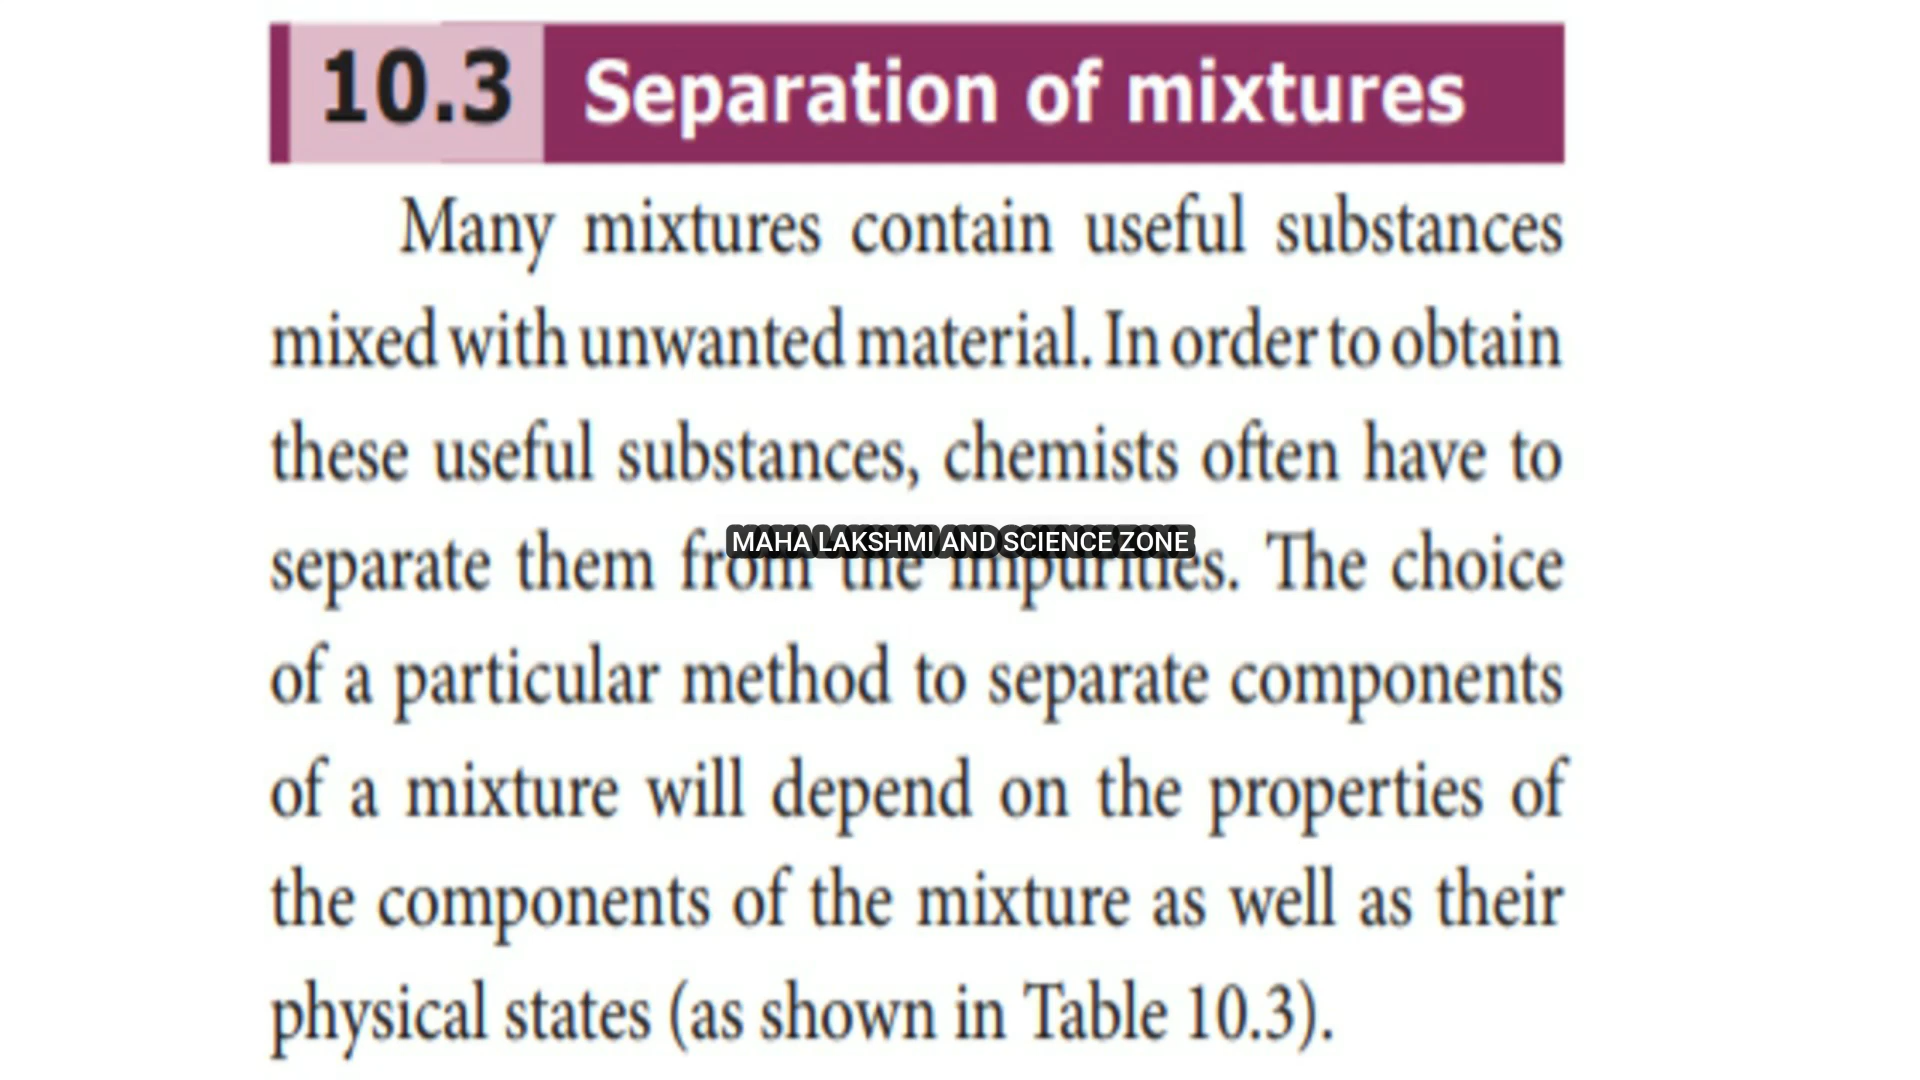 10.3 Separation of mixtures
Many mixtures contain useful substances
mixed with unwanted material. In order to obtain
these useful substances, chemists often have to
MAHA LAKSHMI AND SCIENCE ZONE
separate them from the impurities. The choice
of a particular method to separate components
of a mixture will depend on the properties of
the components of the mixture as well as their
physical states (as shown in Table 10.3).